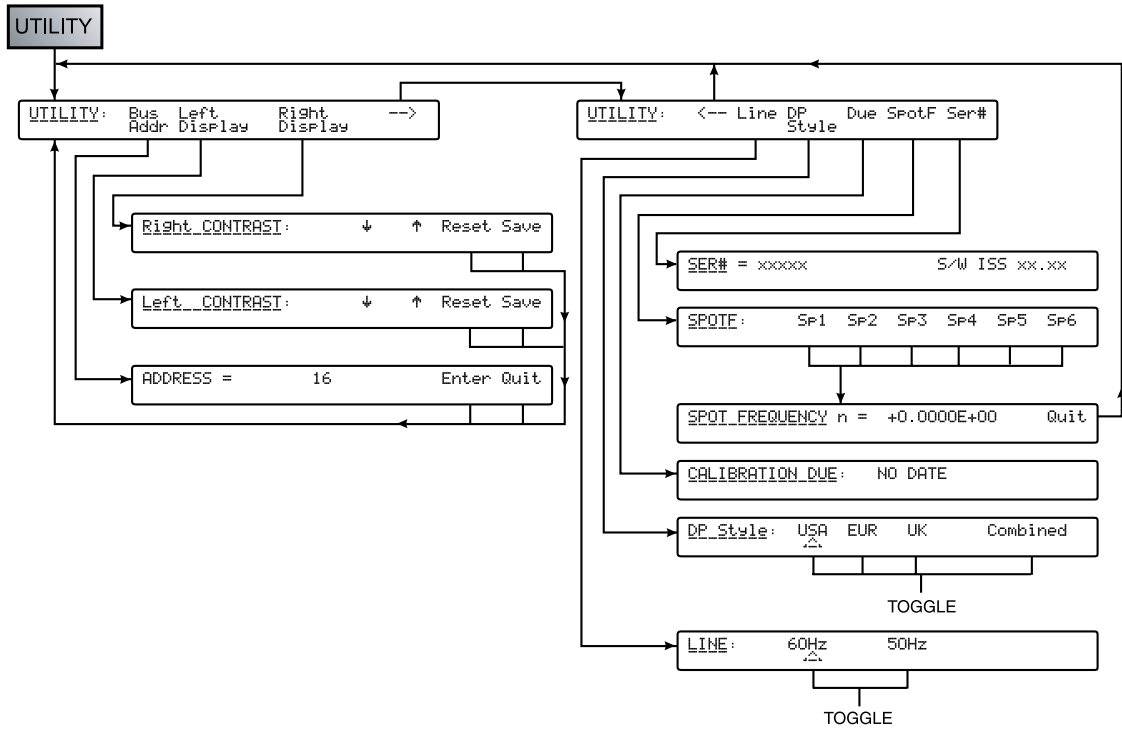 UTILITY
UTILITY: Bus Left Right -->
Addr Display Display
UTILITY: <-- Line DP Due SpotF Ser#
Style
Right CONTRAST: ↓ ↑ Reset Save
Left CONTRAST: ↓ ↑ Reset Save
ADDRESS = 16 Enter Quit
SER# = xxxxx S/W ISS xx.xx
SPOTF: Sp1 Sp2 Sp3 Sp4 Sp5 Sp6
SPOT FREQUENCY n = +0.0000E+00 Quit
CALIBRATION DUE: NO DATE
DP Style: USA EUR UK Combined
TOGGLE
LINE: 60Hz 50Hz
TOGGLE